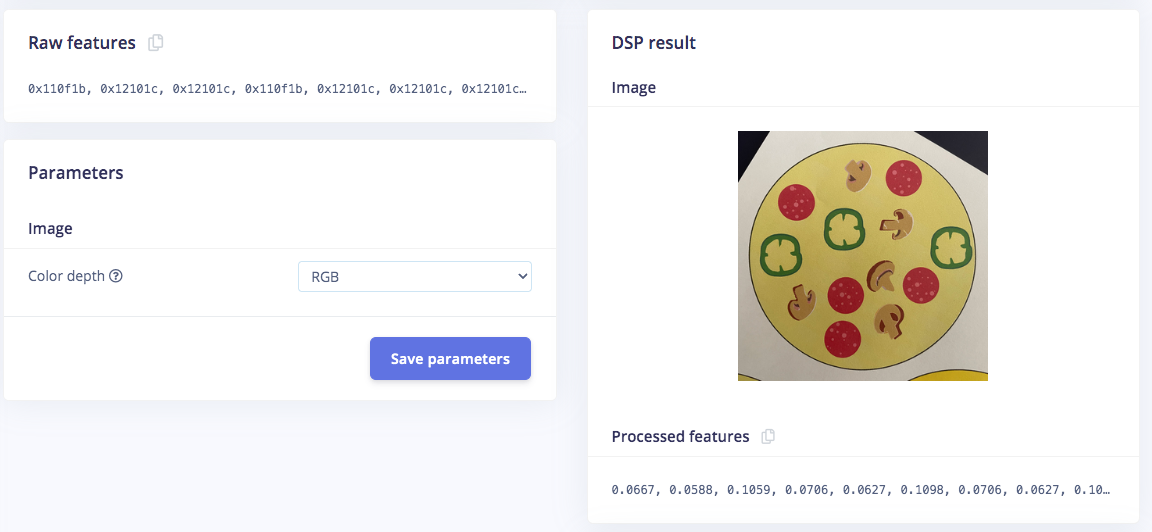 Raw features
0x110f1b, 0x12101c, 0x12101c, 0x110f1b, 0x12101c, 0x12101c, 0x12101c…
Parameters
Image
Color depth
RGB
Save parameters
DSP result
Image
Processed features
0.0667, 0.0588, 0.1059, 0.0706, 0.0627, 0.1098, 0.0706, 0.0627, 0.10…